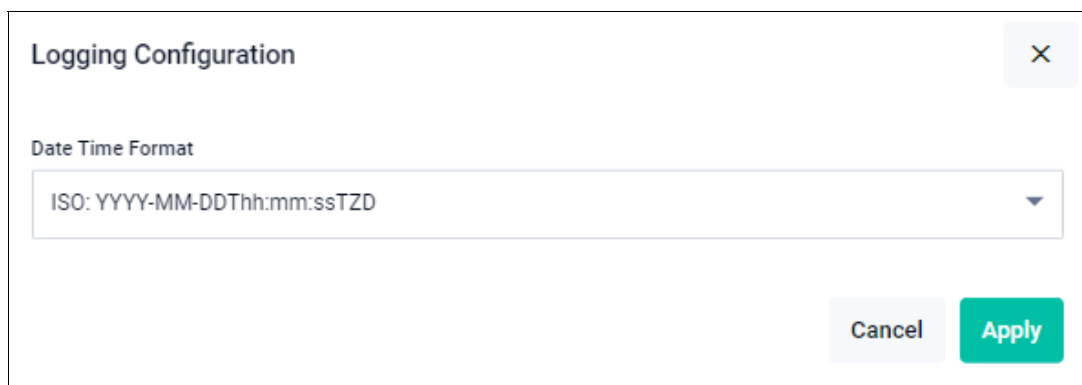 Logging Configuration
Date Time Format
ISO: YYYY-MM-DDThh:mm:ssTZD
Cancel Apply